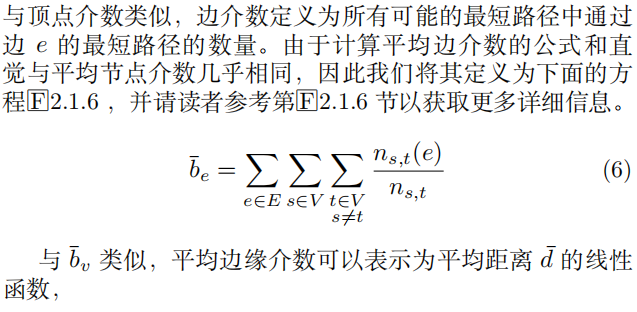 与顶点介数类似，边介数定义为所有可能的最短路径中通过
边 e 的最短路径的数量。由于计算平均边介数的公式和直
觉与平均节点介数几乎相同，因此我们将其定义为下面的方
程🄵2.1.6 ，并请读者参考第🄵2.1.6 节以获取更多详细信息。
b̄ₑ = ∑_{e∈E} ∑_{s∈V} ∑_{t∈V s≠t} n_{s,t}(e) / n_{s,t} (6)
与 b̄ᵥ 类似，平均边缘介数可以表示为平均距离 d̄ 的线性
函数，